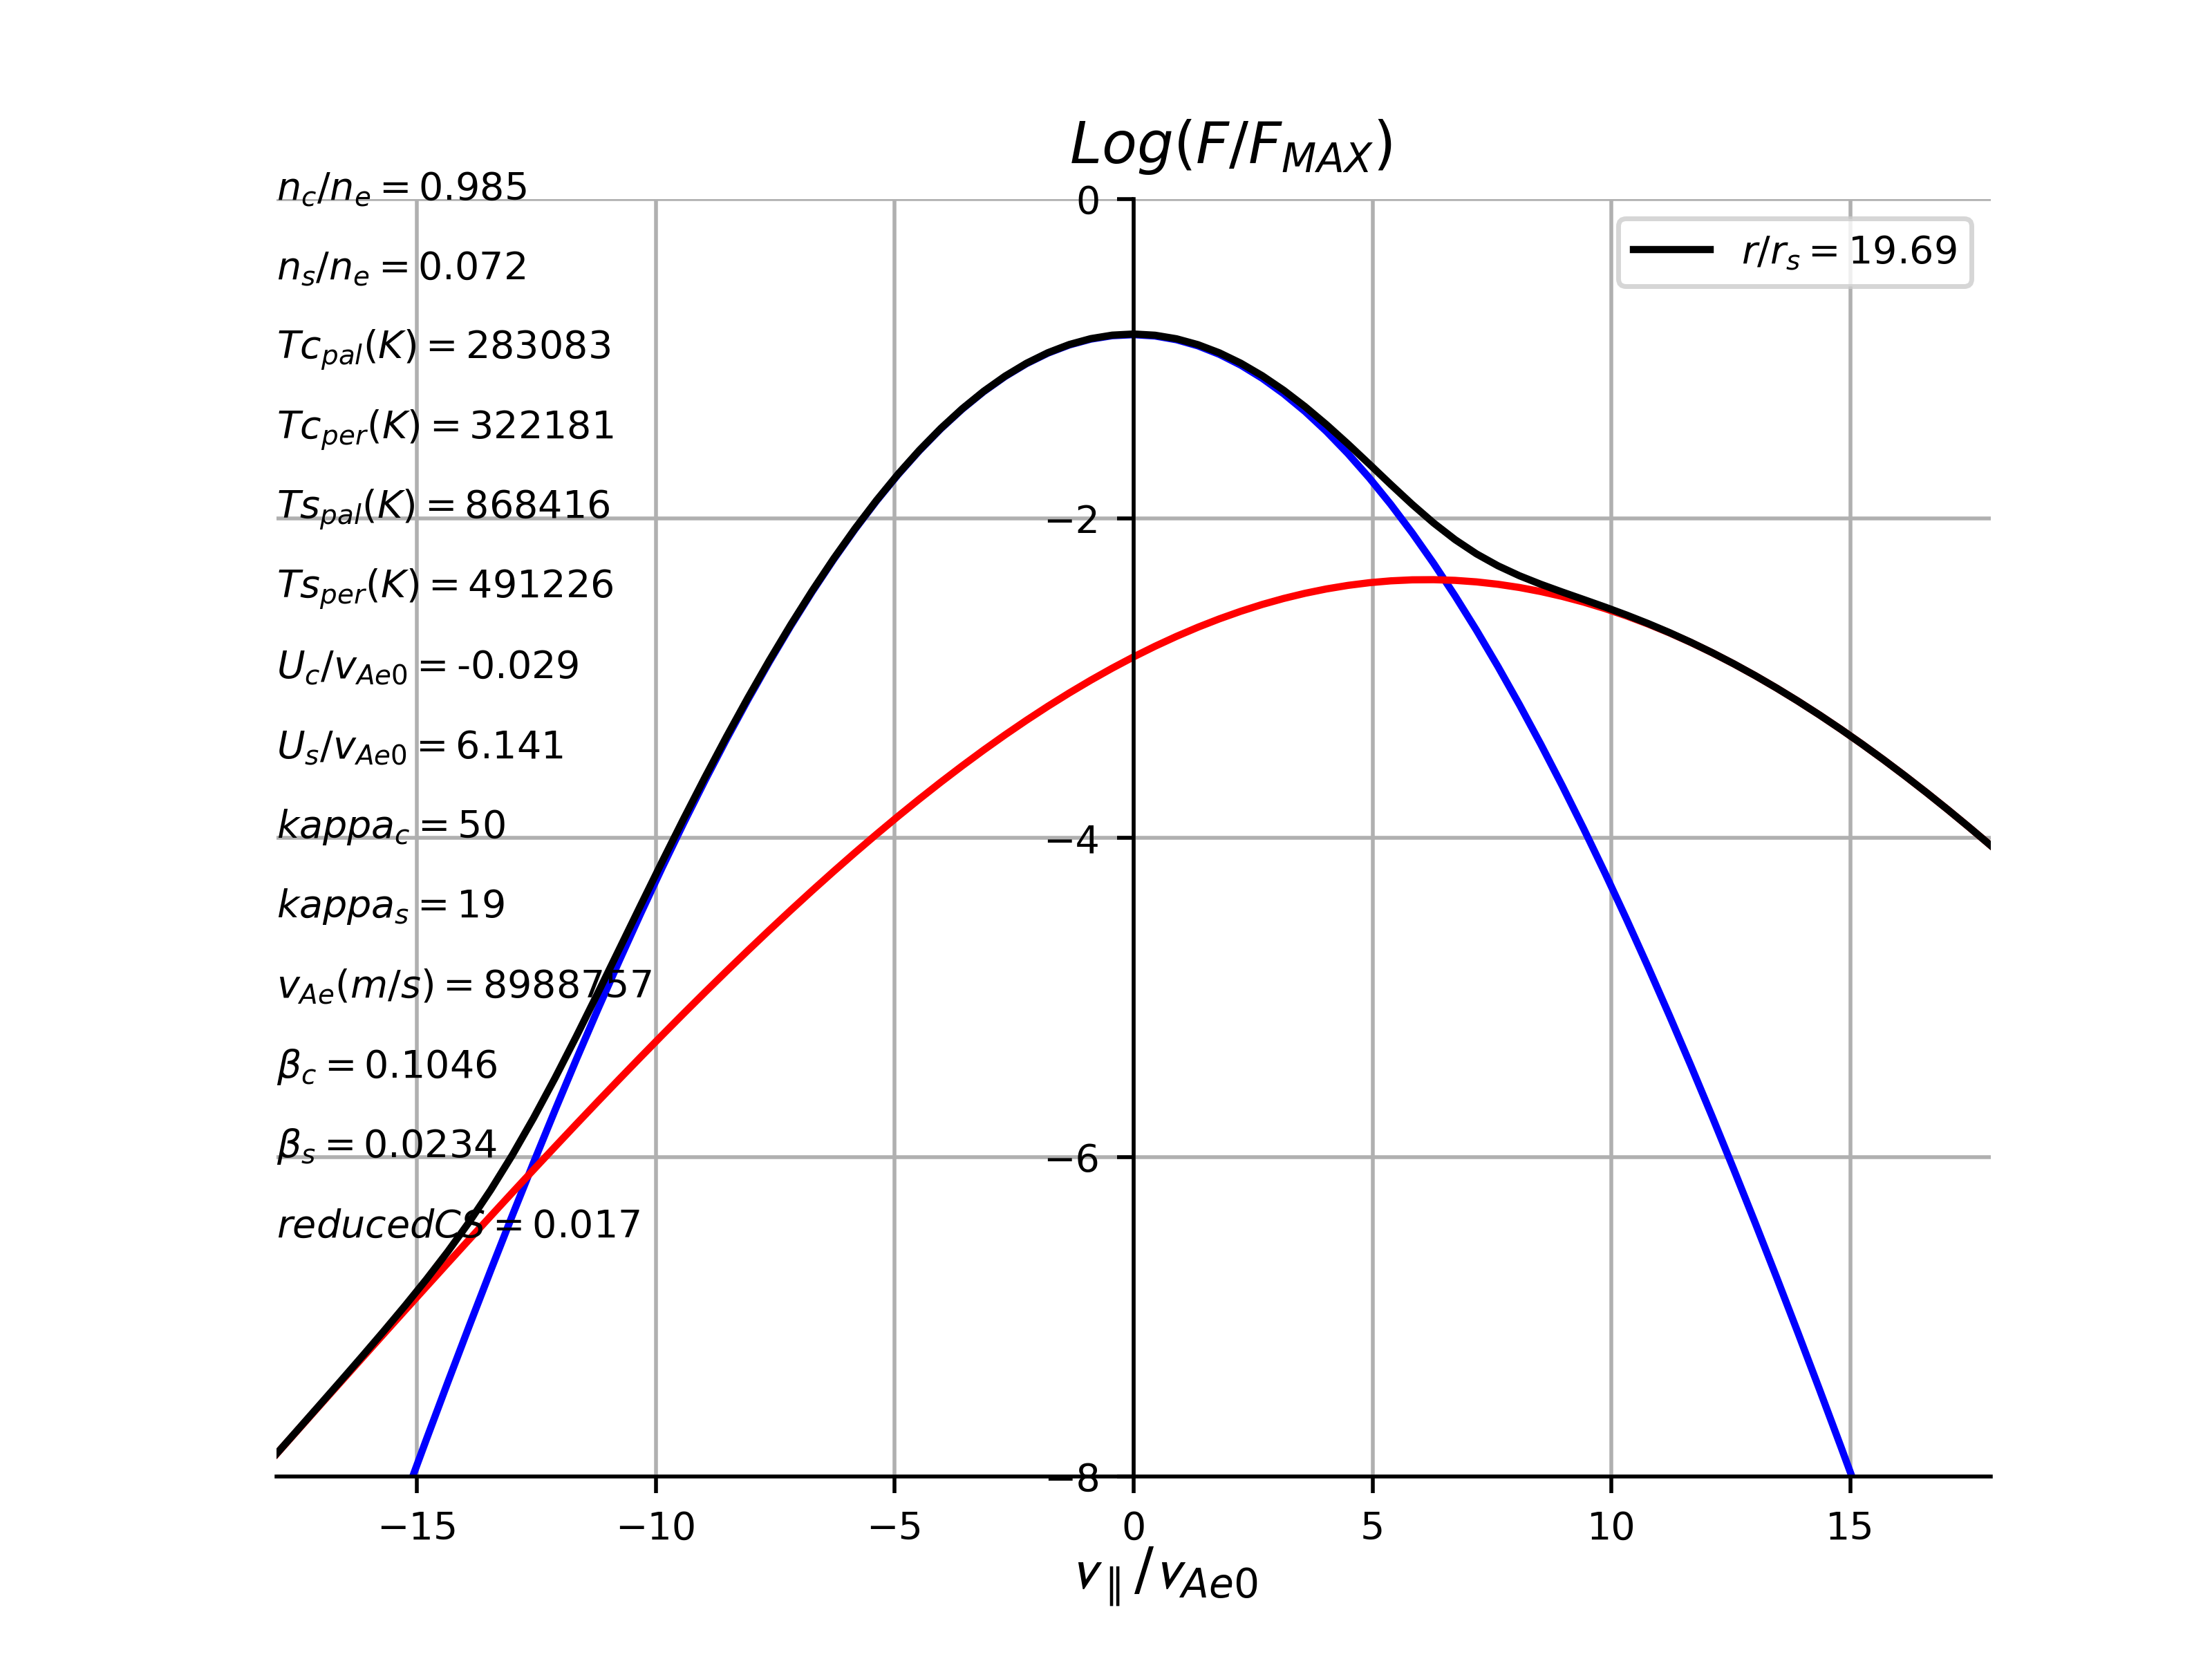 Log(F/F_MAX)
n_c/n_e = 0.985
0
r/r_s = 19.69
n_s/n_e = 0.072
Tc_pal(K) = 283083
Tc_per(K) = 322181
Ts_pal(K) = 868416
−2
Ts_per(K) = 491226
U_c/v_Ae0 = -0.029
U_s/v_Ae0 = 6.141
kappa_c = 50
−4
kappa_s = 19
v_Ae(m/s) = 8988757
β_c = 0.1046
β_s = 0.0234
−6
reducedCS = 0.017
−8
−15 −10 −5 0 5 10 15
v_∥/v_Ae0